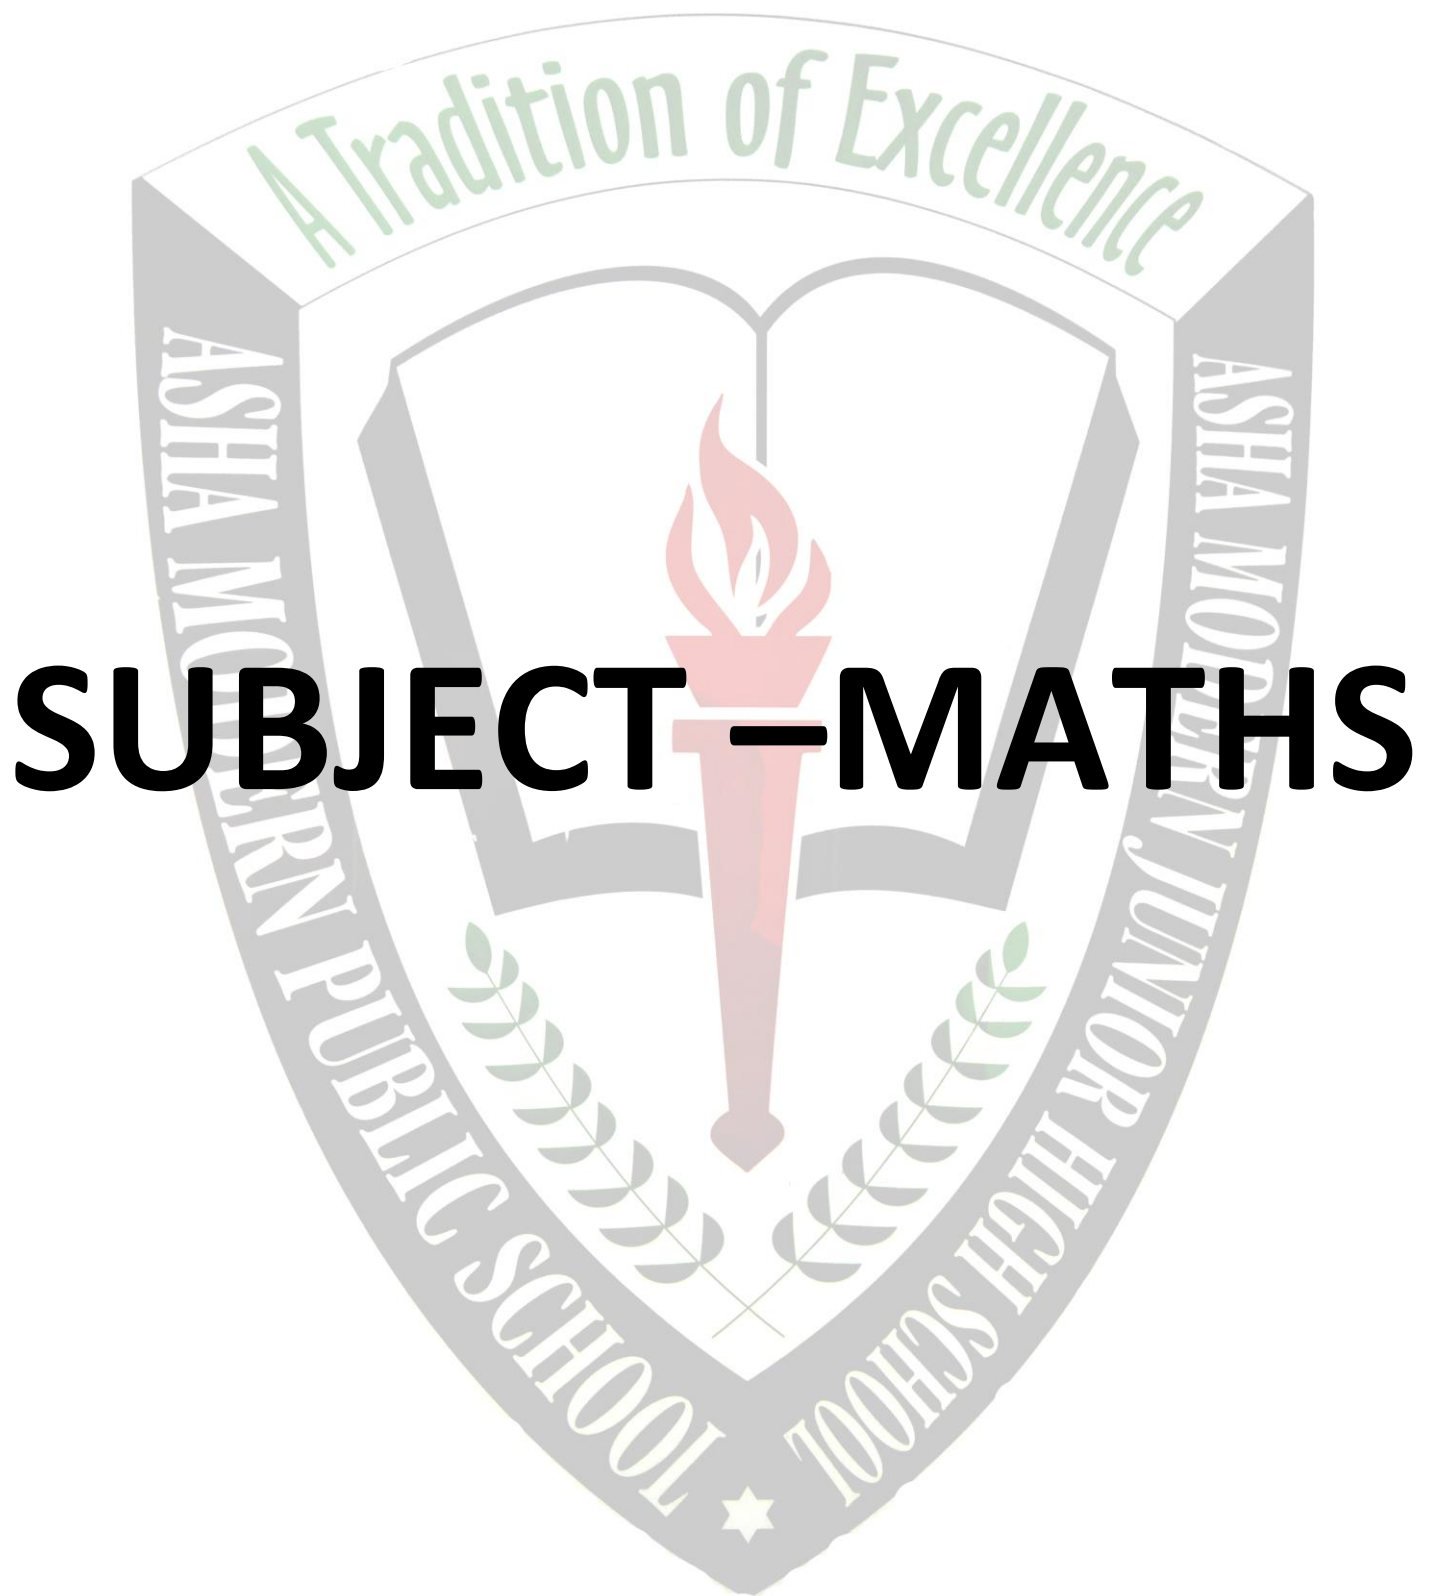 A Tradition of Excellence
ASHA MODERN PUBLIC SCHOOL
ASHA MODERN JUNIOR HIGH SCHOOL
SUBJECT –MATHS